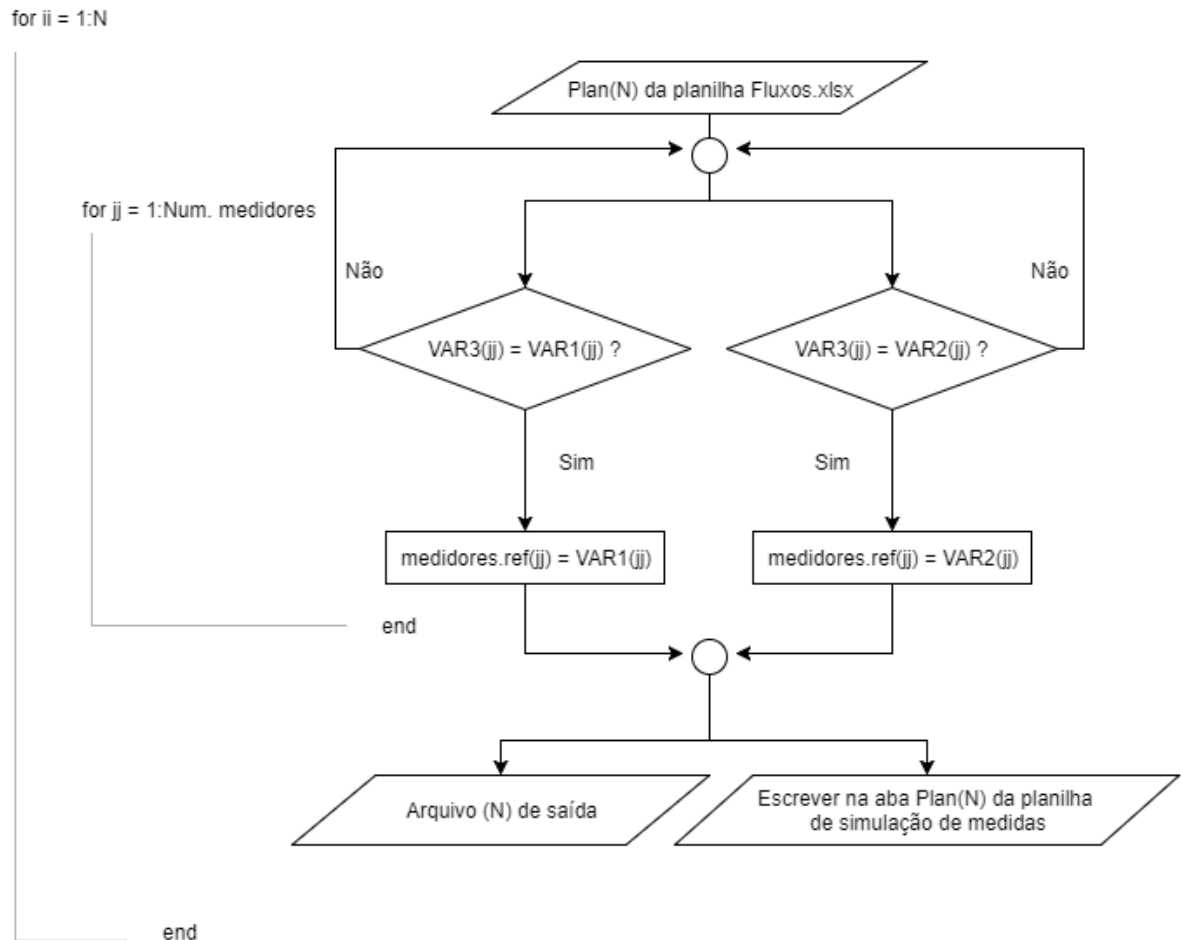 for ii = 1:N
Plan(N) da planilha Fluxos.xlsx
for jj = 1:Num. medidores
Não
Não
VAR3(jj) = VAR1(jj) ?
VAR3(jj) = VAR2(jj) ?
Sim
Sim
medidores.ref(jj) = VAR1(jj)
medidores.ref(jj) = VAR2(jj)
end
Arquivo (N) de saída
Escrever na aba Plan(N) da planilha
de simulação de medidas
end